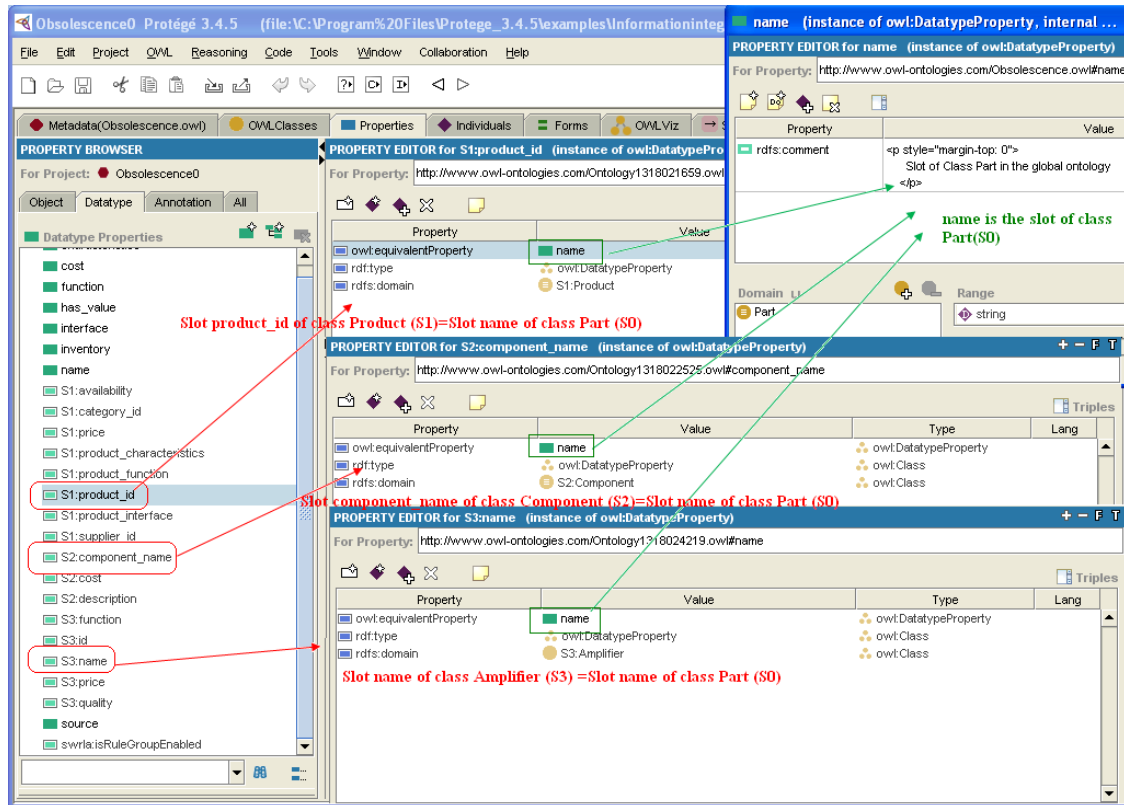 Obsolescence0 Protégé 3.4.5 (file:\C:\Program%20Files\Protege_3.4.5\examples\Informationinteg
File Edit Project OWL Reasoning Code Tools Window Collaboration Help
Metadata(Obsolescence.owl) OWLClasses Properties Individuals Forms OWLViz
PROPERTY BROWSER
For Project: Obsolescence0
Object Datatype Annotation All
Datatype Properties
cost
function
has_value
interface
inventory
name
S1:availability
S1:category_id
S1:price
S1:product_characteristics
S1:product_function
S1:product_id
S1:product_interface
S1:supplier_id
S2:component_name
S2:cost
S2:description
S3:function
S3:id
S3:name
S3:price
S3:quality
source
swrla:isRuleGroupEnabled
PROPERTY EDITOR for S1:product_id (instance of owl:DatatypePro
For Property: http://www.owl-ontologies.com/Ontology1318021659.owl
Property Value
owl:equivalentProperty name
rdf:type owl:DatatypeProperty
rdfs:domain S1:Product
Slot product_id of class Product (S1)=Slot name of class Part (S0)
PROPERTY EDITOR for S2:component_name (instance of owl:DatatypeProperty) + − F T
For Property: http://www.owl-ontologies.com/Ontology1318022525.owl#component_name
Triples
Property Value Type Lang
owl:equivalentProperty name owl:DatatypeProperty
rdf:type owl:DatatypeProperty owl:Class
rdfs:domain S2:Component owl:Class
Slot component_name of class Component (S2)=Slot name of class Part (S0)
PROPERTY EDITOR for S3:name (instance of owl:DatatypeProperty) + − F T
For Property: http://www.owl-ontologies.com/Ontology1318024219.owl#name
Triples
Property Value Type Lang
owl:equivalentProperty name owl:DatatypeProperty
rdf:type owl:DatatypeProperty owl:Class
rdfs:domain S3:Amplifier owl:Class
Slot name of class Amplifier (S3) =Slot name of class Part (S0)
name (instance of owl:DatatypeProperty, internal ...
PROPERTY EDITOR for name (instance of owl:DatatypeProperty)
For Property: http://www.owl-ontologies.com/Obsolescence.owl#name
Property Value
rdfs:comment <p style="margin-top: 0">
Slot of Class Part in the global ontology
</p>
name is the slot of class
Part(S0)
Domain Range
Part string